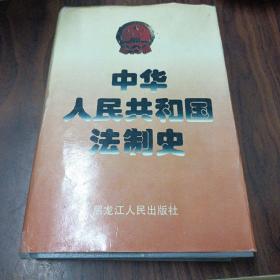 中华
人民共和国
法制史
黑龙江人民出版社